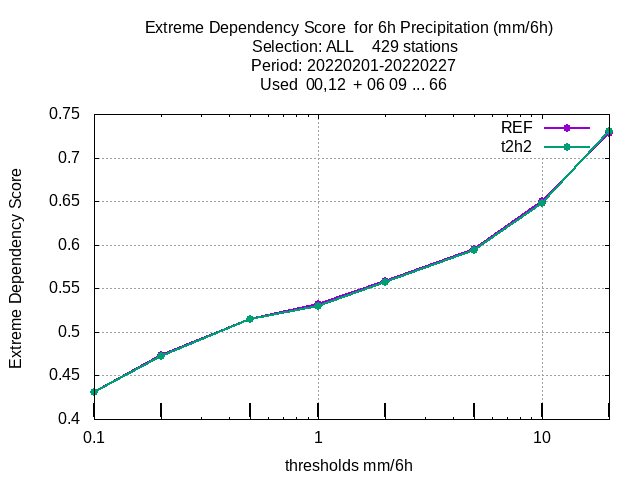 Extreme Dependency Score  for 6h Precipitation (mm/6h)
Selection: ALL    429 stations
Period: 20220201-20220227
Used  00,12  + 06 09 ... 66
0.75
REF
t2h2
0.7
0.65
0.6
0.55
0.5
0.45
0.4
Extreme Dependency Score
0.1
1
10
thresholds mm/6h